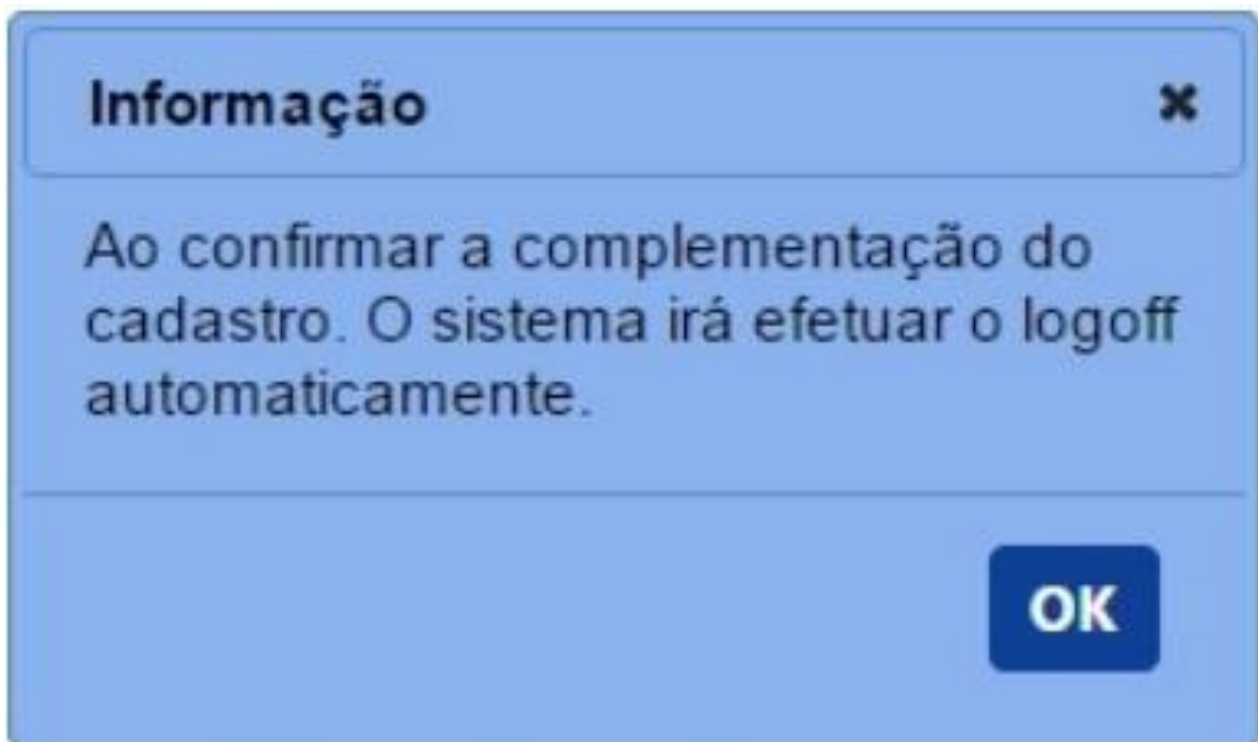 Informação
Ao confirmar a complementação do
cadastro. O sistema irá efetuar o logoff
automaticamente.
OK